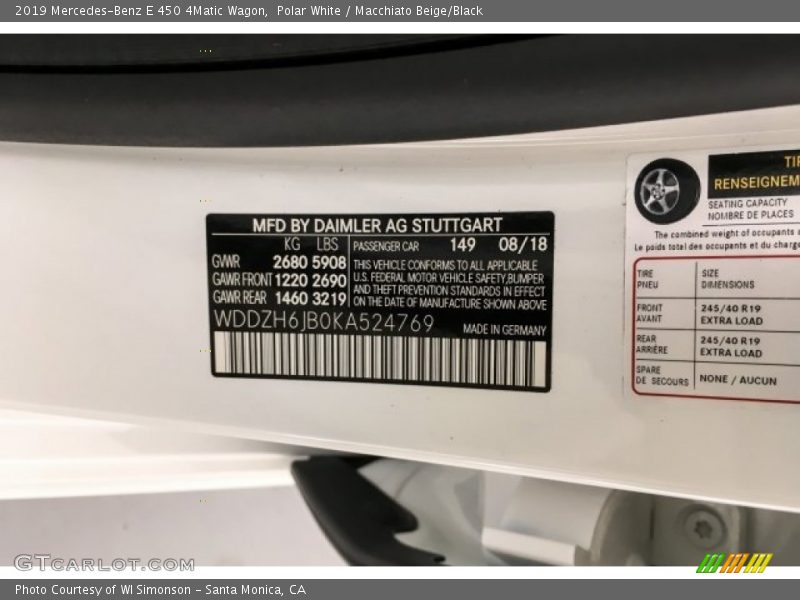 2019 Mercedes-Benz E 450 4Matic Wagon, Polar White / Macchiato Beige/Black
MFD BY DAIMLER AG STUTTGART
KG LBS
GWR 2680 5908
GAWR FRONT 1220 2690
GAWR REAR 1460 3219
PASSENGER CAR 149 08/18
THIS VEHICLE CONFORMS TO ALL APPLICABLE
U.S. FEDERAL MOTOR VEHICLE SAFETY,BUMPER
AND THEFT PREVENTION STANDARDS IN EFFECT
ON THE DATE OF MANUFACTURE SHOWN ABOVE
WDDZH6JB0KA524769
MADE IN GERMANY
RENSEIGNEM
SEATING CAPACITY
NOMBRE DE PLACES
The combined weight of occupants
Le poids total des occupants et du
TIRE SIZE
PNEU DIMENSIONS
FRONT 245/40 R19
AVANT EXTRA LOAD
REAR 245/40 R19
ARRIÈRE EXTRA LOAD
SPARE
DE SECOURS NONE / AUCUN
GTcarlot.com
Photo Courtesy of WI Simonson - Santa Monica, CA